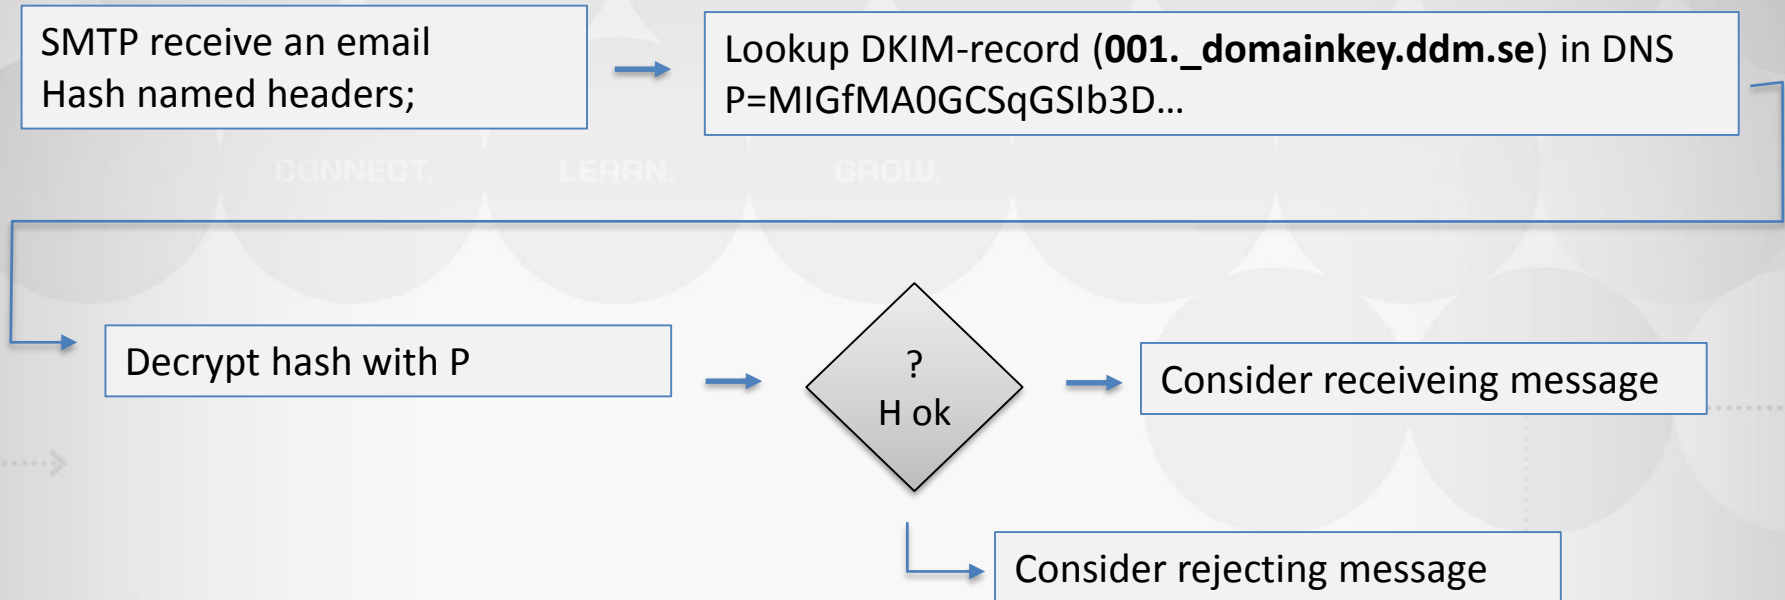 SMTP receive an email
Hash named headers;
Lookup DKIM-record (001._domainkey.ddm.se) in DNS
P=MIGfMA0GCSqGSIb3D…
CONNECT. LEARN. GROW.
Decrypt hash with P
?
H ok
Consider receiveing message
Consider rejecting message